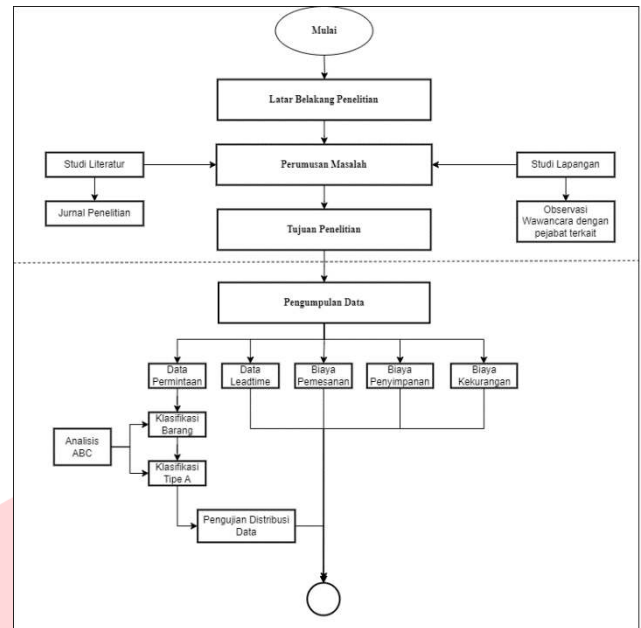 Mulai
Latar Belakang Penelitian
Studi Literatur
Perumusan Masalah
Studi Lapangan
Jurnal Penelitian
Tujuan Penelitian
Observasi
Wawancara dengan
pejabat terkait
Pengumpulan Data
Data
Permintaan
Data
Leadtime
Biaya
Pemesanan
Biaya
Penyimpanan
Biaya
Kekurangan
Analisis
ABC
Klasifikasi
Barang
Klasifikasi
Tipe A
Pengujian Distribusi
Data